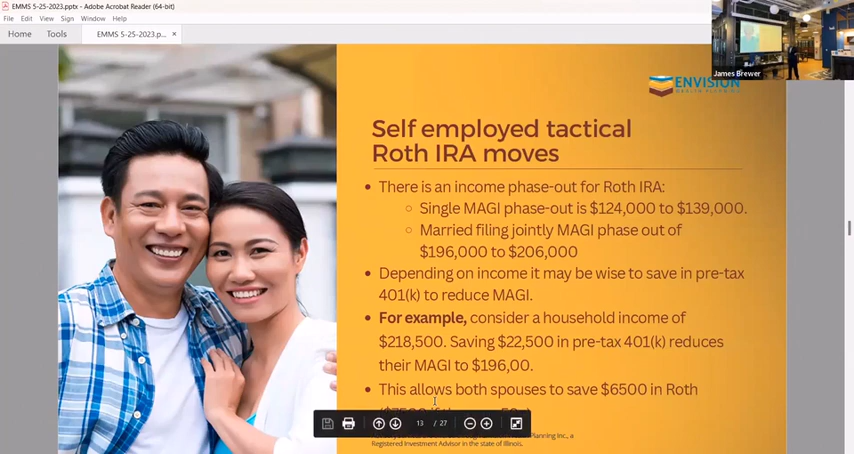 EMMS 5-25-2023.pptx - Adobe Acrobat Reader (64-bit)
File Edit View Sign Window Help
Home Tools EMMS 5-25-2023.p... ×
James Brewer
ENVISION
Self employed tactical
Roth IRA moves
• There is an income phase-out for Roth IRA:
○ Single MAGI phase-out is $124,000 to $139,000.
○ Married filing jointly MAGI phase out of
$196,000 to $206,000
• Depending on income it may be wise to save in pre-tax
401(k) to reduce MAGI.
• For example, consider a household income of
$218,500. Saving $22,500 in pre-tax 401(k) reduces
their MAGI to $196,00.
• This allows both spouses to save $6500 in Roth
13 / 27
Planning Inc., a
Registered Investment Advisor in the state of Illinois.